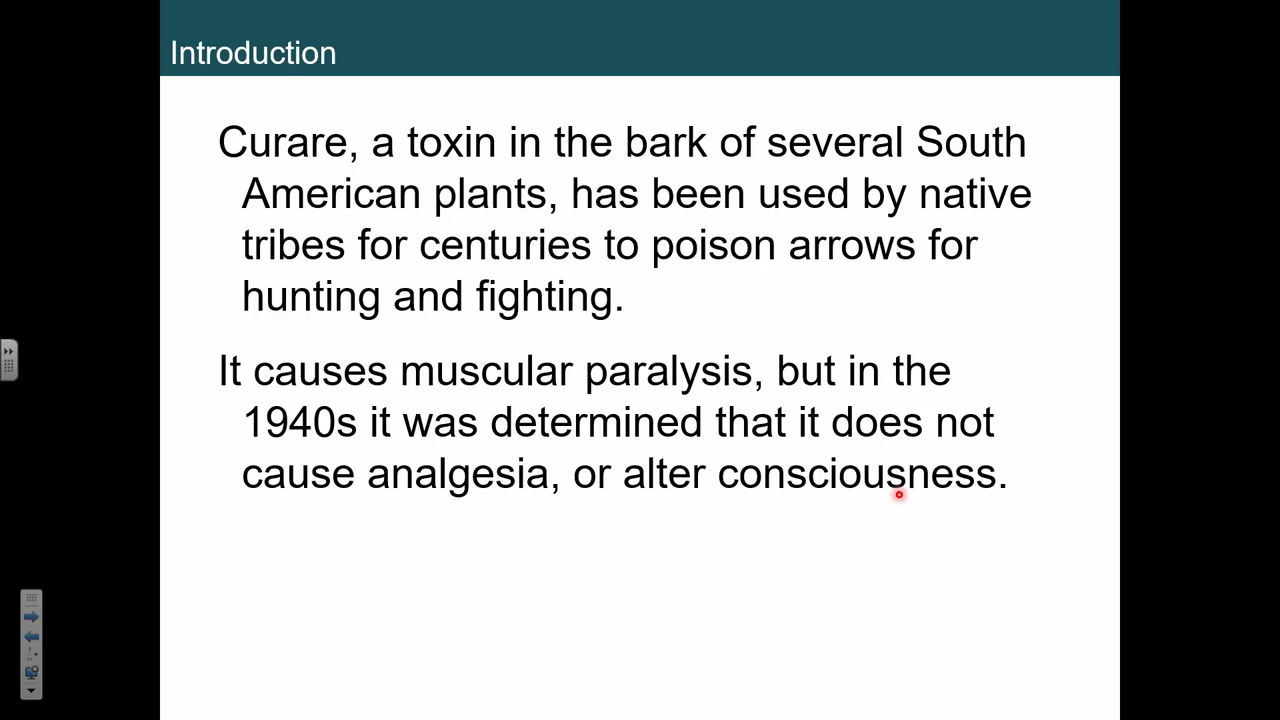 Introduction
Curare, a toxin in the bark of several South
American plants, has been used by native
tribes for centuries to poison arrows for
hunting and fighting.
It causes muscular paralysis, but in the
1940s it was determined that it does not
cause analgesia, or alter consciousness.